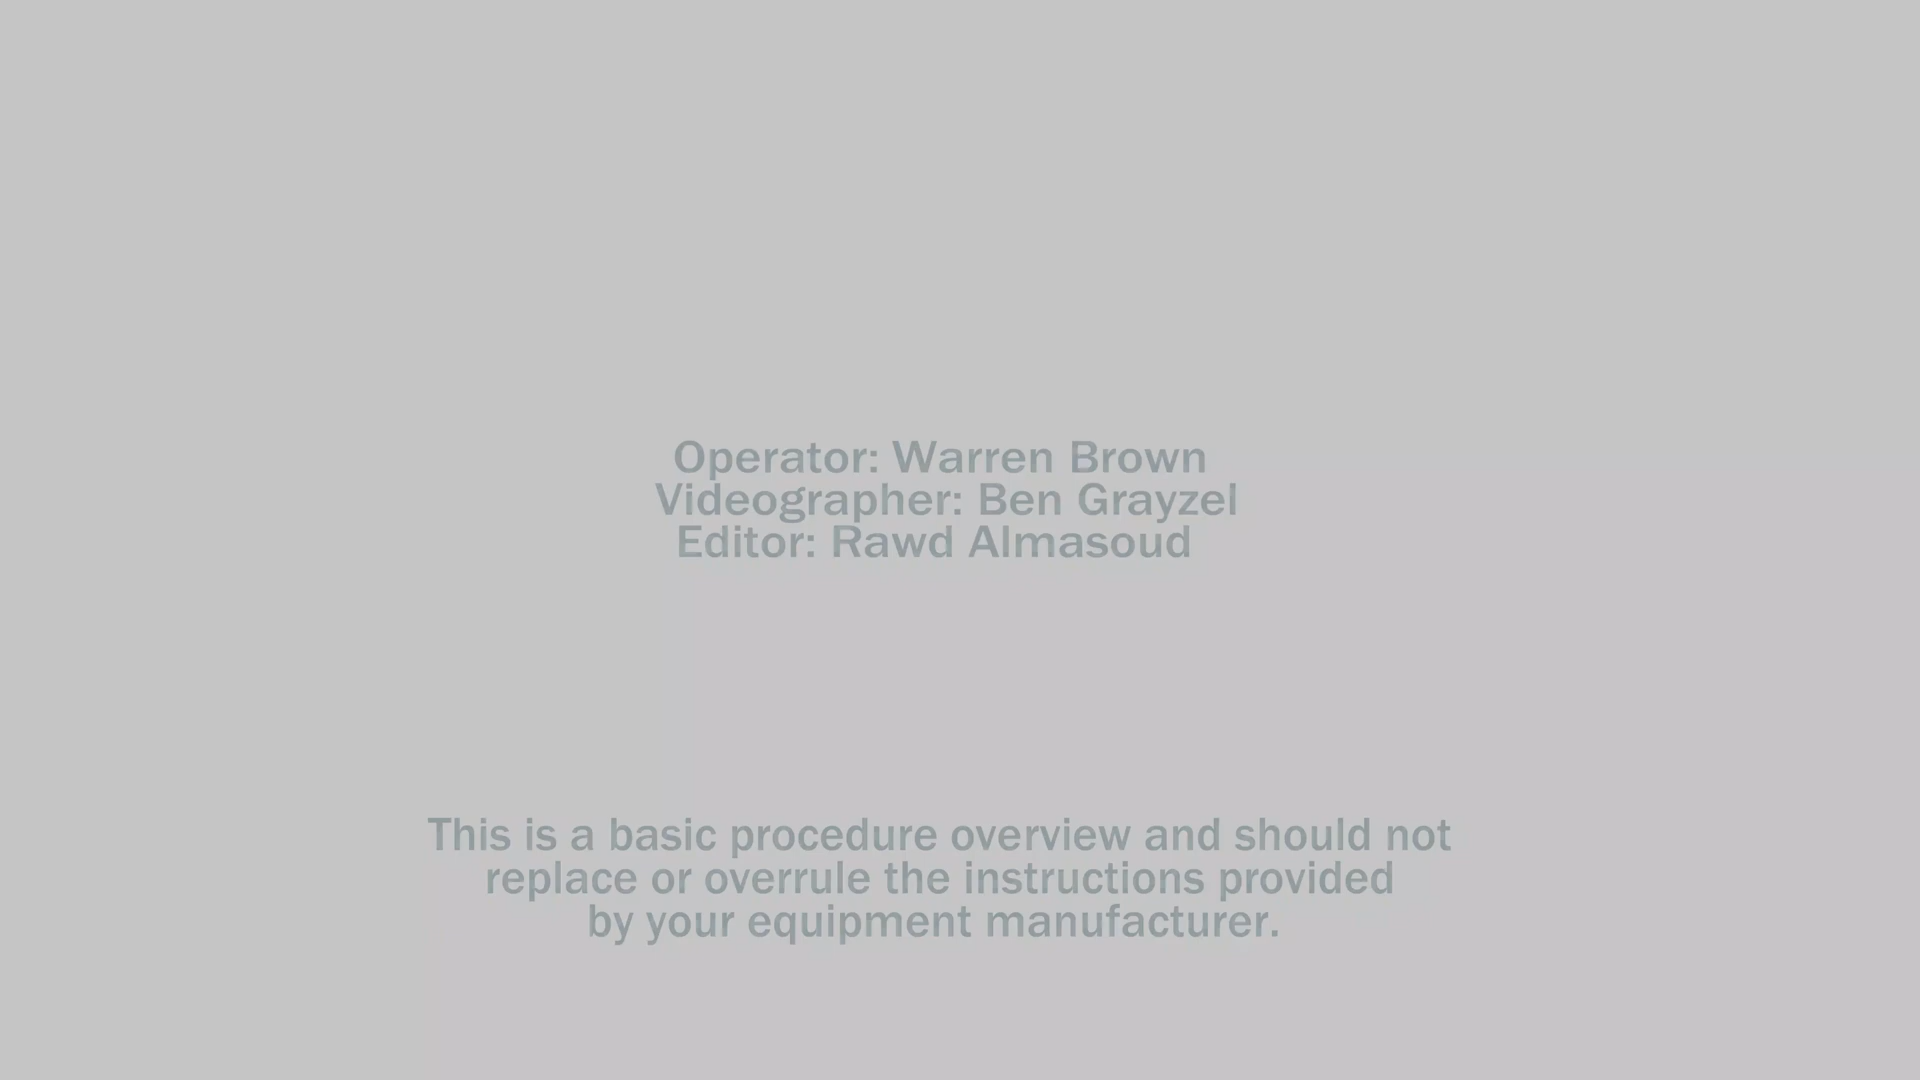 Operator: Warren Brown
Videographer: Ben Grayzel
Editor: Rawd Almasoud
This is a basic procedure overview and should not
replace or overrule the instructions provided
by your equipment manufacturer.